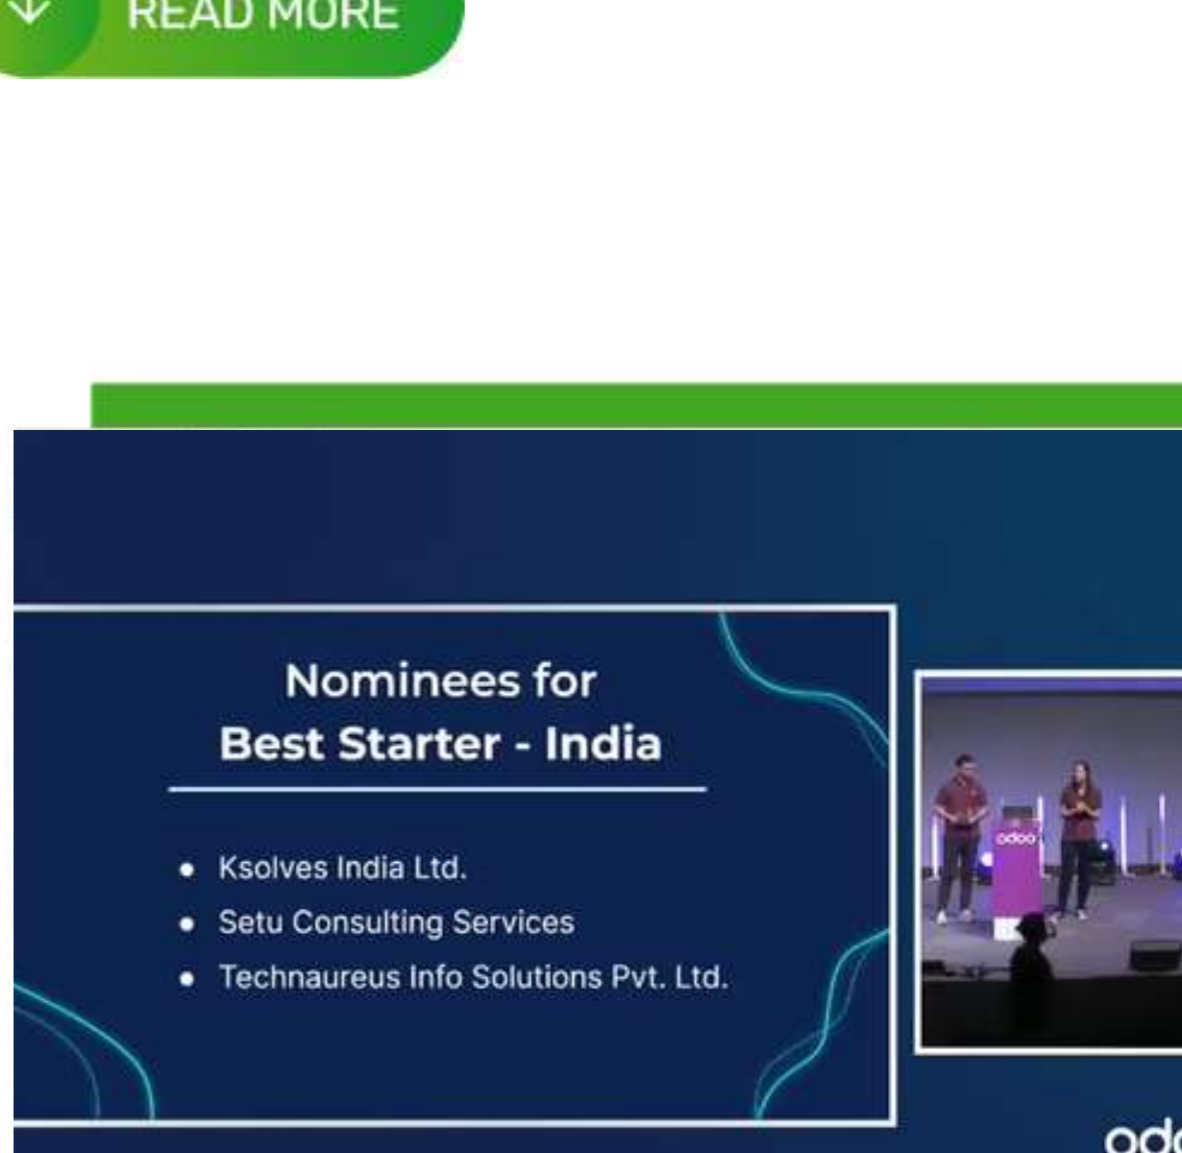 READ MORE
Nominees for
Best Starter - India
• Ksolves India Ltd.
• Setu Consulting Services
• Technaureus Info Solutions Pvt. Ltd.
odoo